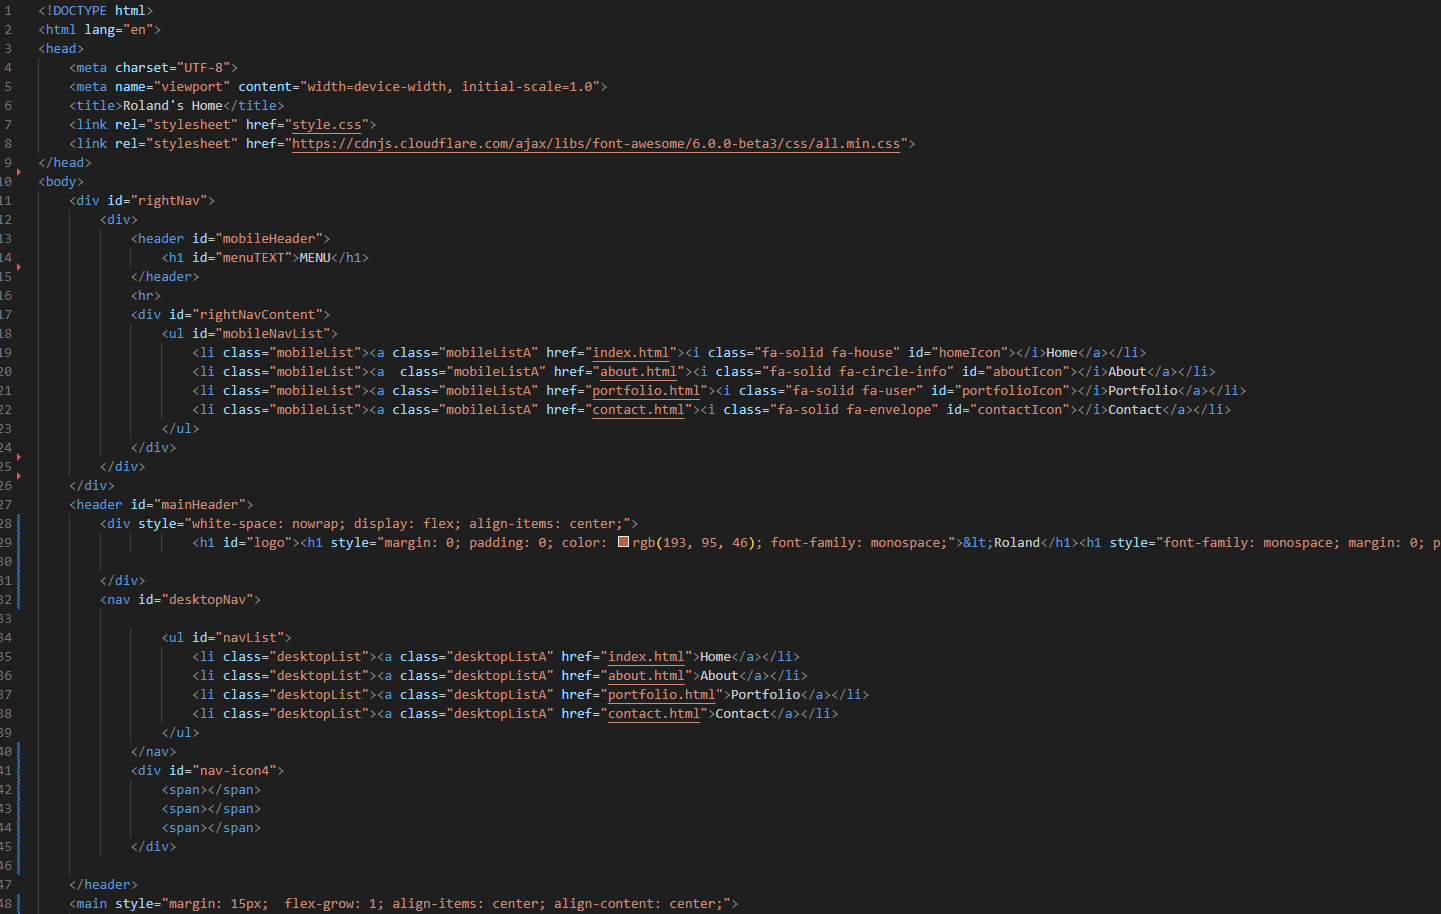 1 <!DOCTYPE html>
2 <html lang="en">
3 <head>
4 <meta charset="UTF-8">
5 <meta name="viewport" content="width=device-width, initial-scale=1.0">
6 <title>Roland's Home</title>
7 <link rel="stylesheet" href="style.css">
8 <link rel="stylesheet" href="https://cdnjs.cloudflare.com/ajax/libs/font-awesome/6.0.0-beta3/css/all.min.css">
9 </head>
10 <body>
11 <div id="rightNav">
12 <div>
13 <header id="mobileHeader">
14 <h1 id="menuTEXT">MENU</h1>
15 </header>
16 <hr>
17 <div id="rightNavContent">
18 <ul id="mobileNavList">
19 <li class="mobileList"><a class="mobileListA" href="index.html"><i class="fa-solid fa-house" id="homeIcon"></i>Home</a></li>
20 <li class="mobileList"><a  class="mobileListA" href="about.html"><i class="fa-solid fa-circle-info" id="aboutIcon"></i>About</a></li>
21 <li class="mobileList"><a class="mobileListA" href="portfolio.html"><i class="fa-solid fa-user" id="portfolioIcon"></i>Portfolio</a></li>
22 <li class="mobileList"><a class="mobileListA" href="contact.html"><i class="fa-solid fa-envelope" id="contactIcon"></i>Contact</a></li>
23 </ul>
24 </div>
25 </div>
26 </div>
27 <header id="mainHeader">
28 <div style="white-space: nowrap; display: flex; align-items: center;">
29 <h1 id="logo"><h1 style="margin: 0; padding: 0; color: rgb(193, 95, 46); font-family: monospace;">&lt;Roland</h1><h1 style="font-family: monospace; margin: 0; p
30
31 </div>
32 <nav id="desktopNav">
33
34 <ul id="navList">
35 <li class="desktopList"><a class="desktopListA" href="index.html">Home</a></li>
36 <li class="desktopList"><a class="desktopListA" href="about.html">About</a></li>
37 <li class="desktopList"><a class="desktopListA" href="portfolio.html">Portfolio</a></li>
38 <li class="desktopList"><a class="desktopListA" href="contact.html">Contact</a></li>
39 </ul>
40 </nav>
41 <div id="nav-icon4">
42 <span></span>
43 <span></span>
44 <span></span>
45 </div>
46
47 </header>
48 <main style="margin: 15px;  flex-grow: 1; align-items: center; align-content: center;">